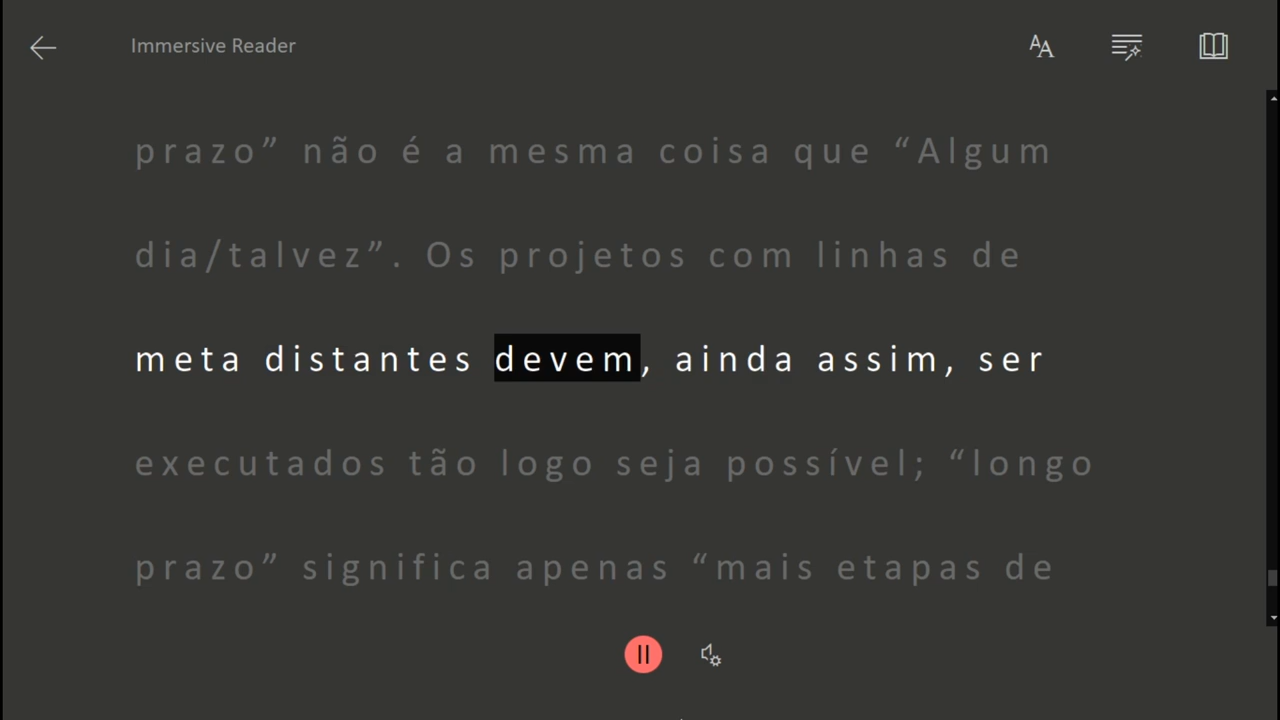 Immersive Reader
prazo” não é a mesma coisa que “Algum
dia/talvez”. Os projetos com linhas de
meta distantes devem, ainda assim, ser
executados tão logo seja possível; “longo
prazo” significa apenas “mais etapas de